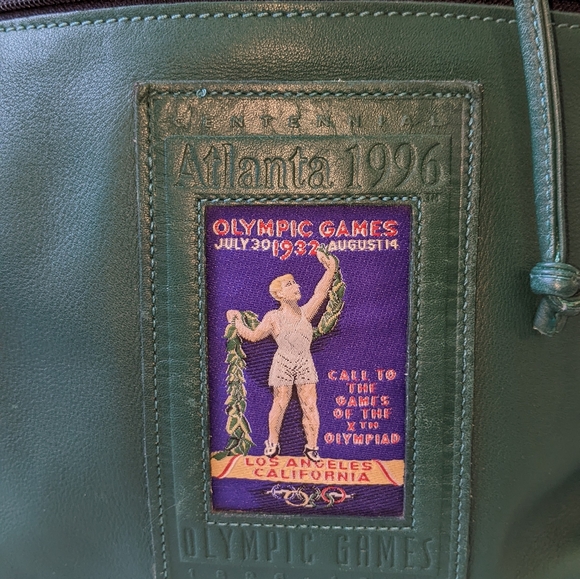 CENTENNIAL
Atlanta 1996
TM
OLYMPIC GAMES
JULY 30 1932 AUGUST 14
CALL TO
THE
GAMES
OF THE
XTH
OLYMPIAD
LOS ANGELES
CALIFORNIA
OLYMPIC GAMES